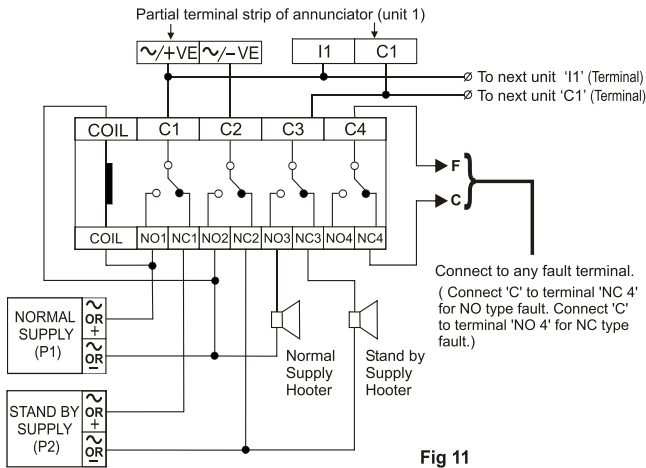 Partial terminal strip of annunciator (unit 1)
~/+VE ~/−VE I1 C1
To next unit 'I1' (Terminal)
To next unit 'C1' (Terminal)
COIL C1 C2 C3 C4
F
C
COIL NO1 NC1 NO2 NC2 NO3 NC3 NO4 NC4
Connect to any fault terminal.
( Connect 'C' to terminal 'NC 4'
for NO type fault. Connect 'C'
to terminal 'NO 4' for NC type
fault.)
NORMAL
SUPPLY
(P1)
~
OR
+
~
OR
−
Normal
Supply
Hooter
Stand by
Supply
Hooter
STAND BY
SUPPLY
(P2)
~
OR
+
~
OR
−
Fig 11